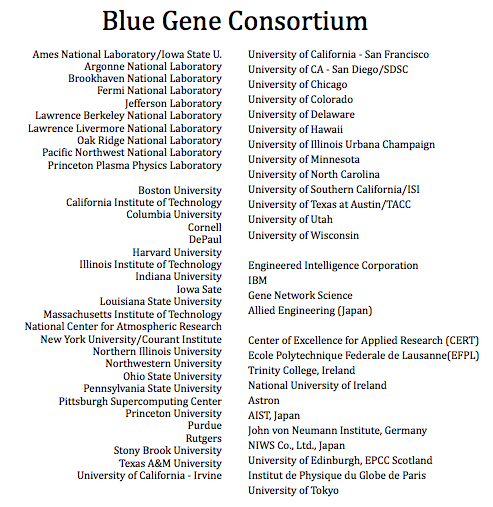 Blue Gene Consortium
Ames National Laboratory/Iowa State U.
Argonne National Laboratory
Brookhaven National Laboratory
Fermi National Laboratory
Jefferson Laboratory
Lawrence Berkeley National Laboratory
Lawrence Livermore National Laboratory
Oak Ridge National Laboratory
Pacific Northwest National Laboratory
Princeton Plasma Physics Laboratory
Boston University
California Institute of Technology
Columbia University
Cornell
DePaul
Harvard University
Illinois Institute of Technology
Indiana University
Iowa Sate
Louisiana State University
Massachusetts Institute of Technology
National Center for Atmospheric Research
New York University/Courant Institute
Northern Illinois University
Northwestern University
Ohio State University
Pennsylvania State University
Pittsburgh Supercomputing Center
Princeton University
Purdue
Rutgers
Stony Brook University
Texas A&M University
University of California - Irvine
University of California - San Francisco
University of CA - San Diego/SDSC
University of Chicago
University of Colorado
University of Delaware
University of Hawaii
University of Illinois Urbana Champaign
University of Minnesota
University of North Carolina
University of Southern California/ISI
University of Texas at Austin/TACC
University of Utah
University of Wisconsin
Engineered Intelligence Corporation
IBM
Gene Network Science
Allied Engineering (Japan)
Center of Excellence for Applied Research (CERT)
Ecole Polytechnique Federale de Lausanne(EFPL)
Trinity College, Ireland
National University of Ireland
Astron
AIST, Japan
John von Neumann Institute, Germany
NIWS Co., Ltd., Japan
University of Edinburgh, EPCC Scotland
Institut de Physique du Globe de Paris
University of Tokyo